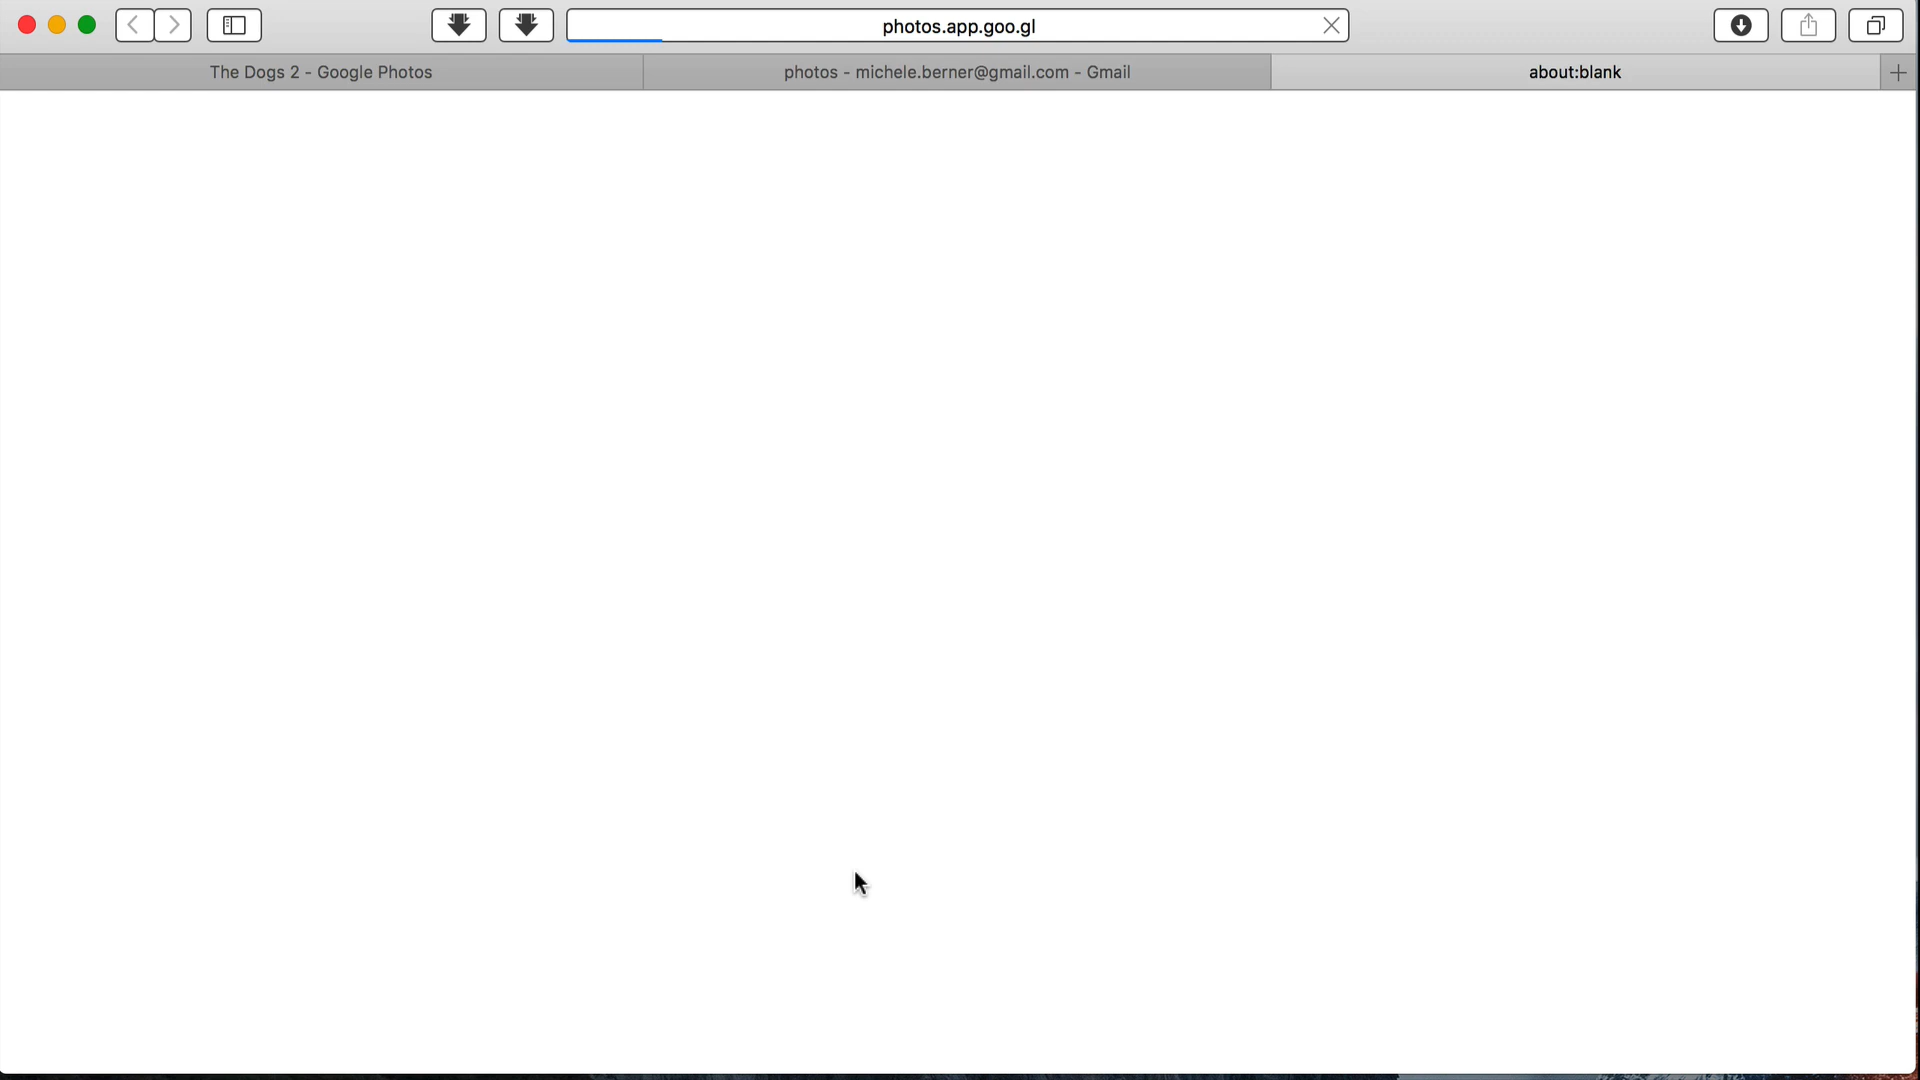 photos.app.goo.gl
The Dogs 2 - Google Photos
photos - michele.berner@gmail.com - Gmail
about:blank